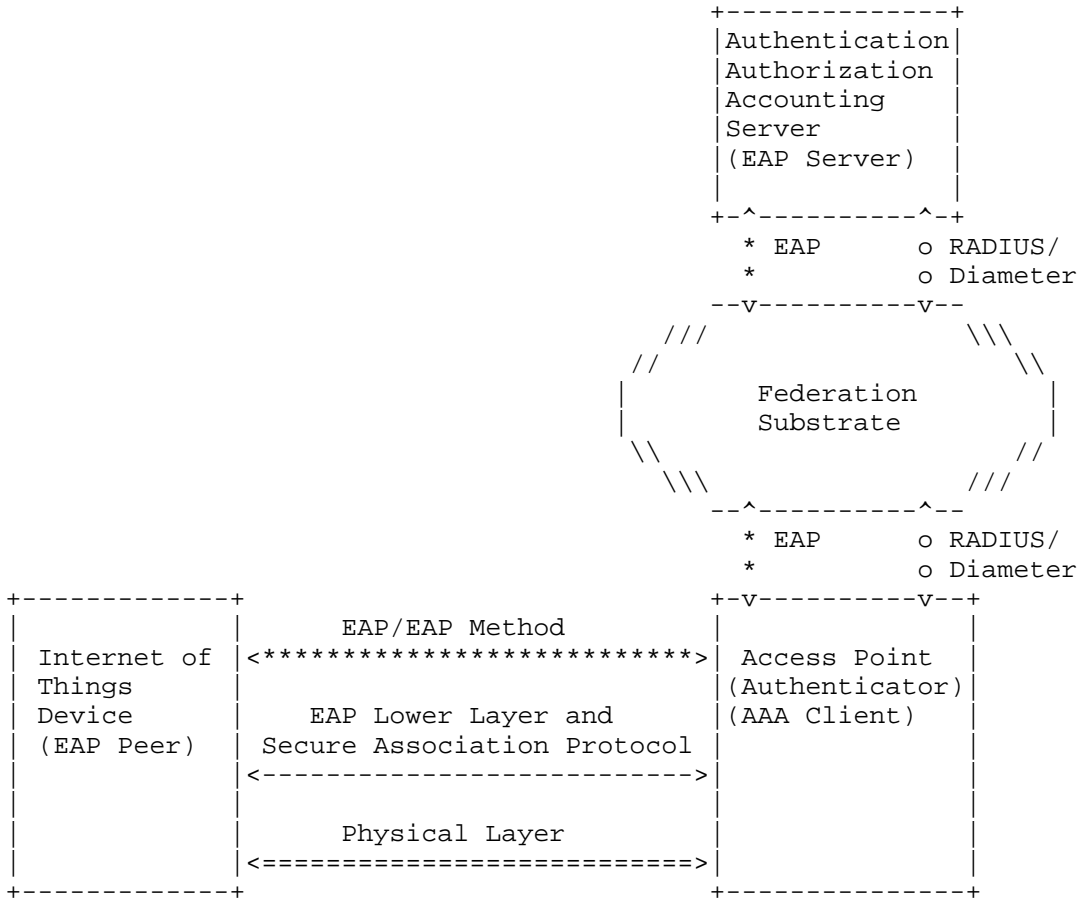 Authentication
Authorization
Accounting
Server
(EAP Server)
* EAP o RADIUS/
* o Diameter
Federation
Substrate
* EAP o RADIUS/
* o Diameter
EAP/EAP Method
Internet of <***************************> Access Point
Things (Authenticator)
Device EAP Lower Layer and (AAA Client)
(EAP Peer) Secure Association Protocol
<--------------------------->
Physical Layer
<===========================>